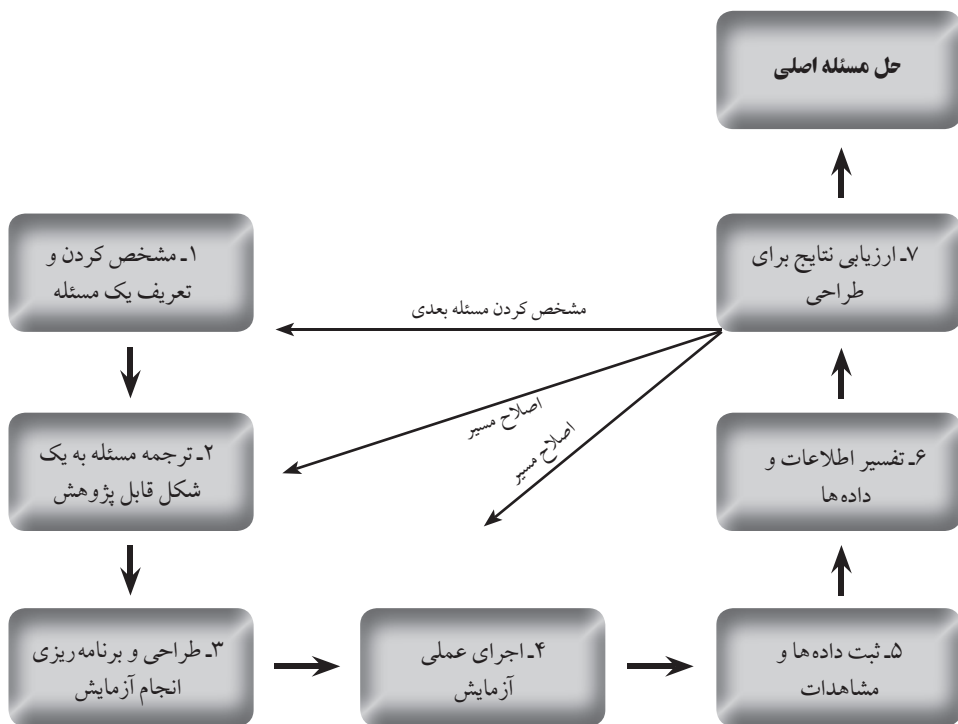 حل مسئله اصلی
۱ـ مشخص کردن و
تعریف یک مسئله
۷ـ ارزیابی نتایج برای
طراحی
مشخص کردن مسئله بعدی
اصلاح مسیر
اصلاح مسیر
۲ـ ترجمه مسئله به یک
شکل قابل پژوهش
۶ـ تفسیر اطلاعات و
داده‌ها
۳ـ طراحی و برنامه‌ریزی
انجام آزمایش
۴ـ اجرای عملی
آزمایش
۵ـ ثبت داده‌ها و
مشاهدات